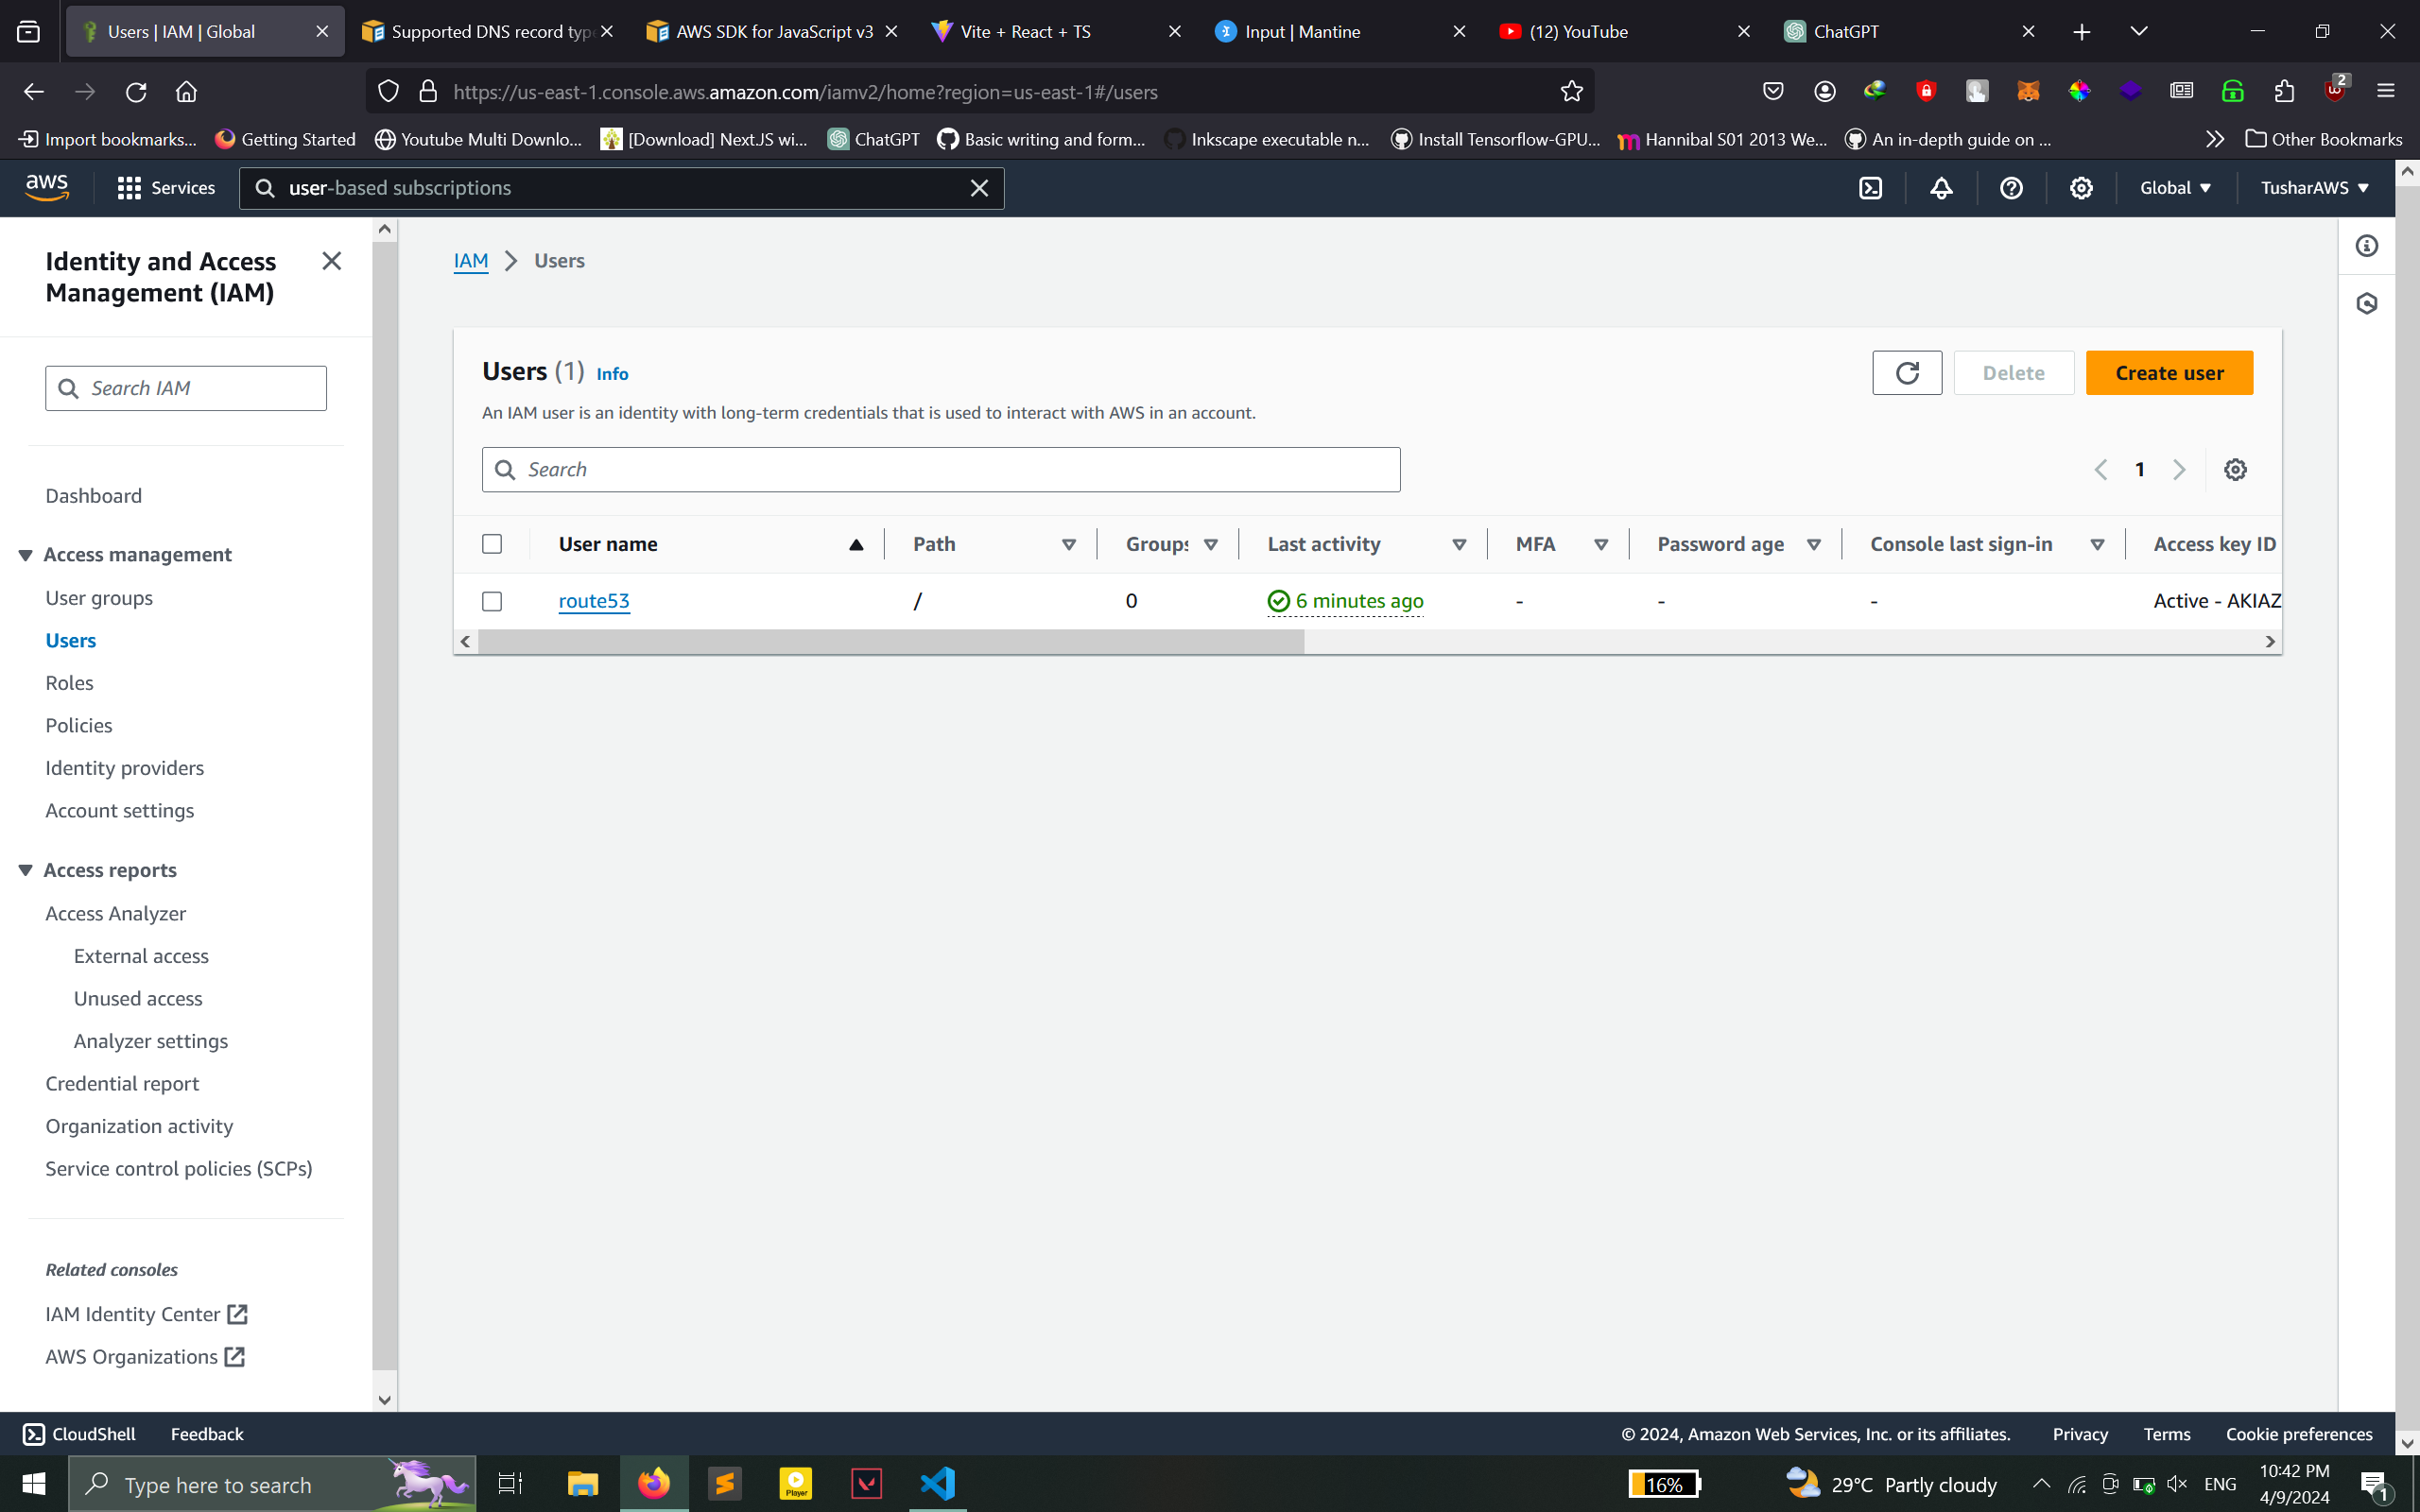 Users | IAM | Global
Supported DNS record type
AWS SDK for JavaScript v3
Vite + React + TS
Input | Mantine
(12) YouTube
ChatGPT
https://us-east-1.console.aws.amazon.com/iamv2/home?region=us-east-1#/users
2
Import bookmarks...
Getting Started
Youtube Multi Downlo...
[Download] NextJS wi...
ChatGPT
Basic writing and form...
Inkscape executable n...
Install Tensorflow-GPU...
Hannibal S01 2013 We...
An in-depth guide on ...
Other Bookmarks
aws
Services
user-based subscriptions
Global
TusharAWS
Identity and Access
Management (IAM)
Search IAM
Dashboard
Access management
User groups
Users
Roles
Policies
Identity providers
Account settings
Access reports
Access Analyzer
External access
Unused access
Analyzer settings
Credential report
Organization activity
Service control policies (SCPs)
Related consoles
IAM Identity Center
AWS Organizations
IAM > Users
Users (1) Info
Delete
Create user
An IAM user is an identity with long-term credentials that is used to interact with AWS in an account.
Search
1
User name
Path
Groups
Last activity
MFA
Password age
Console last sign-in
Access key ID
route53
/
0
6 minutes ago
-
-
-
Active - AKIAZ
CloudShell
Feedback
© 2024, Amazon Web Services, Inc. or its affiliates.
Privacy
Terms
Cookie preferences
Type here to search
Player
16%
29°C Partly cloudy
ENG
10:42 PM
4/9/2024
1